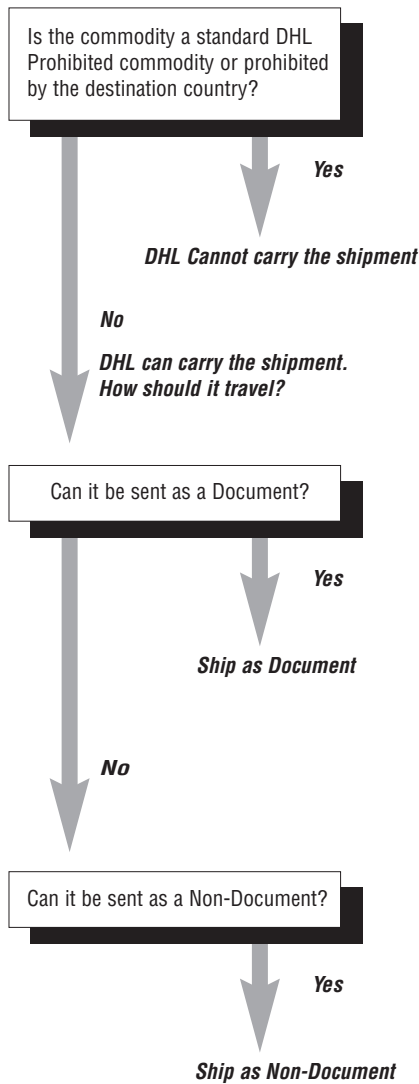 Is the commodity a standard DHL
Prohibited commodity or prohibited
by the destination country?
Yes
DHL Cannot carry the shipment
No
DHL can carry the shipment.
How should it travel?
Can it be sent as a Document?
Yes
Ship as Document
No
Can it be sent as a Non-Document?
Yes
Ship as Non-Document